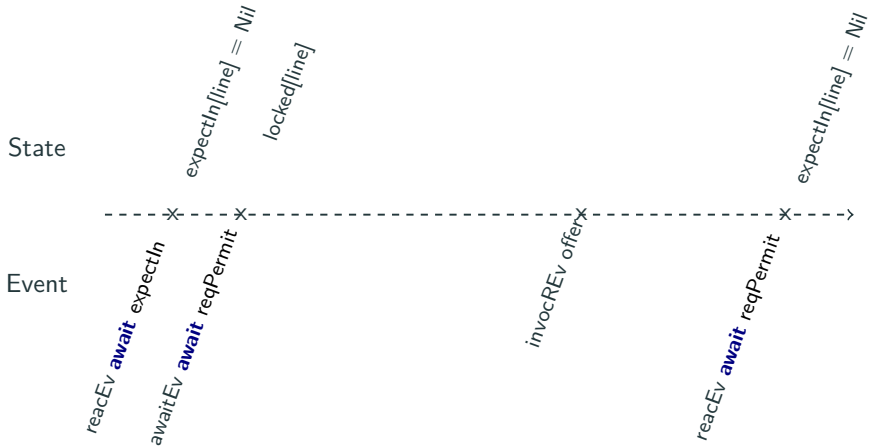 expectIn[line] = Nil
locked[line]
expectIn[line] = Nil
State
Event
reacEv await expectIn
awaitEv await reqPermit
invocREv offer
reacEv await reqPermit